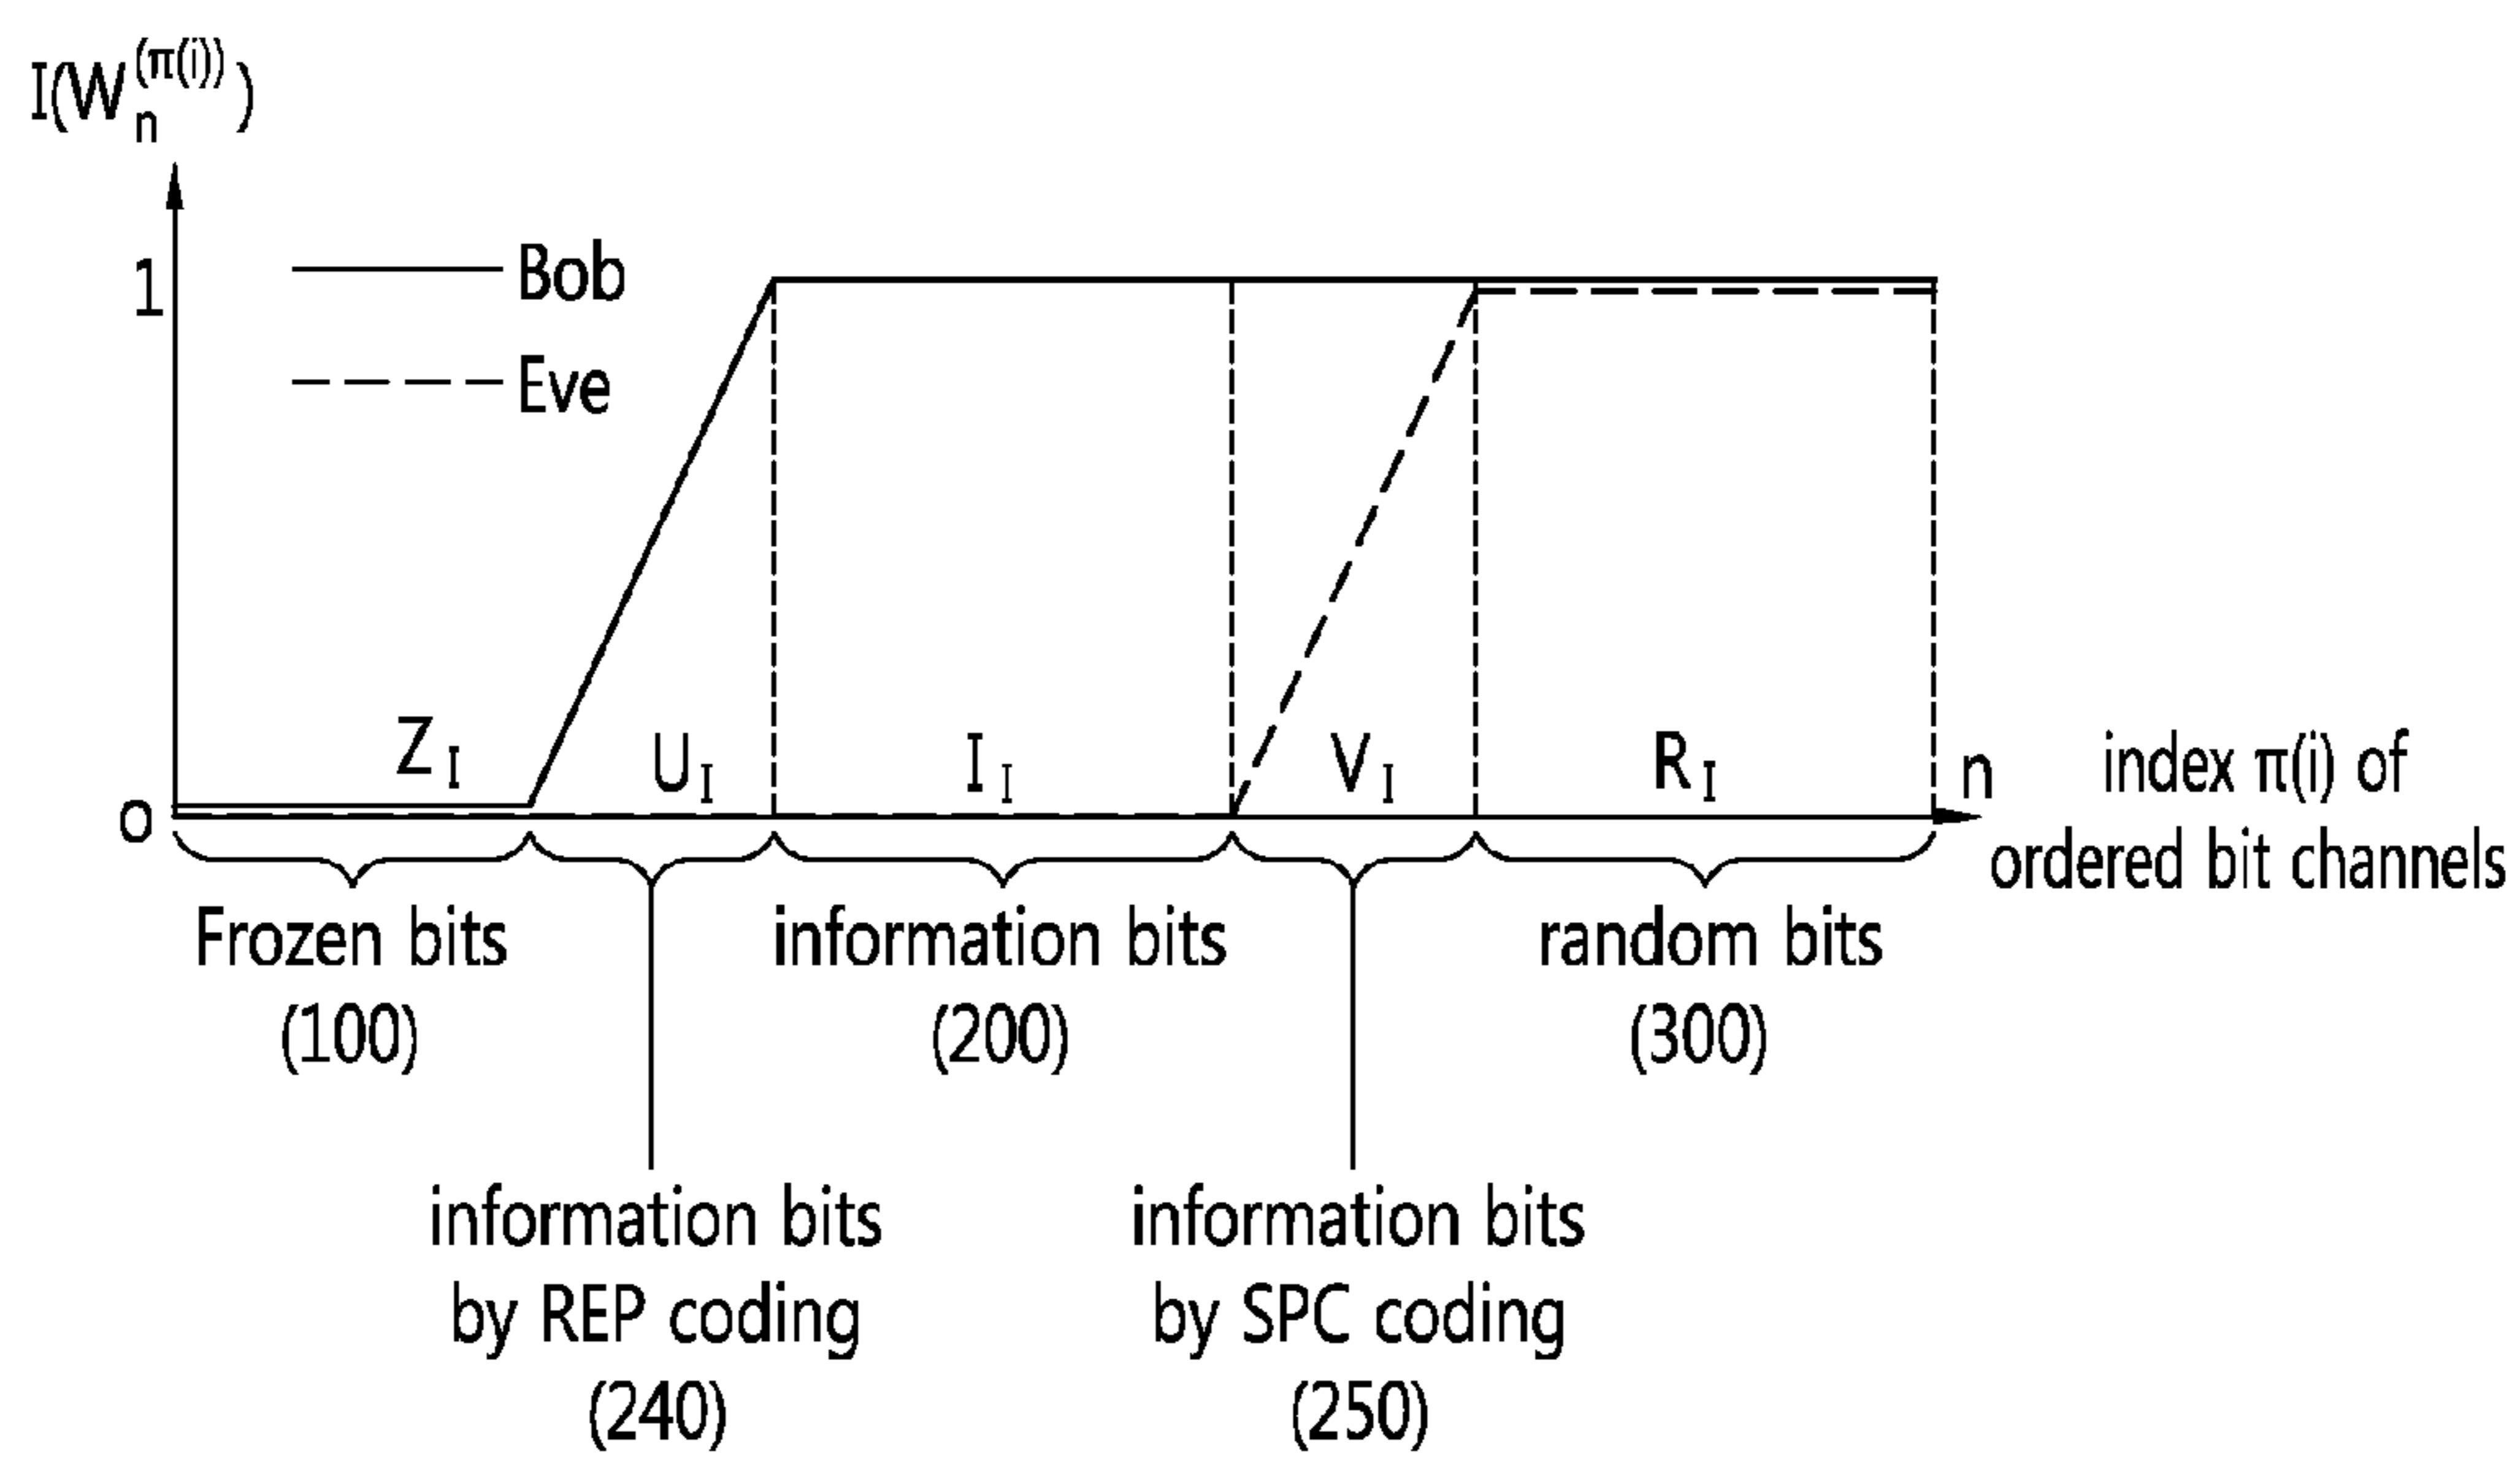 I(W_n^(π(i)))
1
Bob
Eve
Z_I
U_I
I_I
V_I
R_I
n
index π(i) of
ordered bit channels
0
Frozen bits
(100)
information bits
(200)
random bits
(300)
information bits
by REP coding
(240)
information bits
by SPC coding
(250)